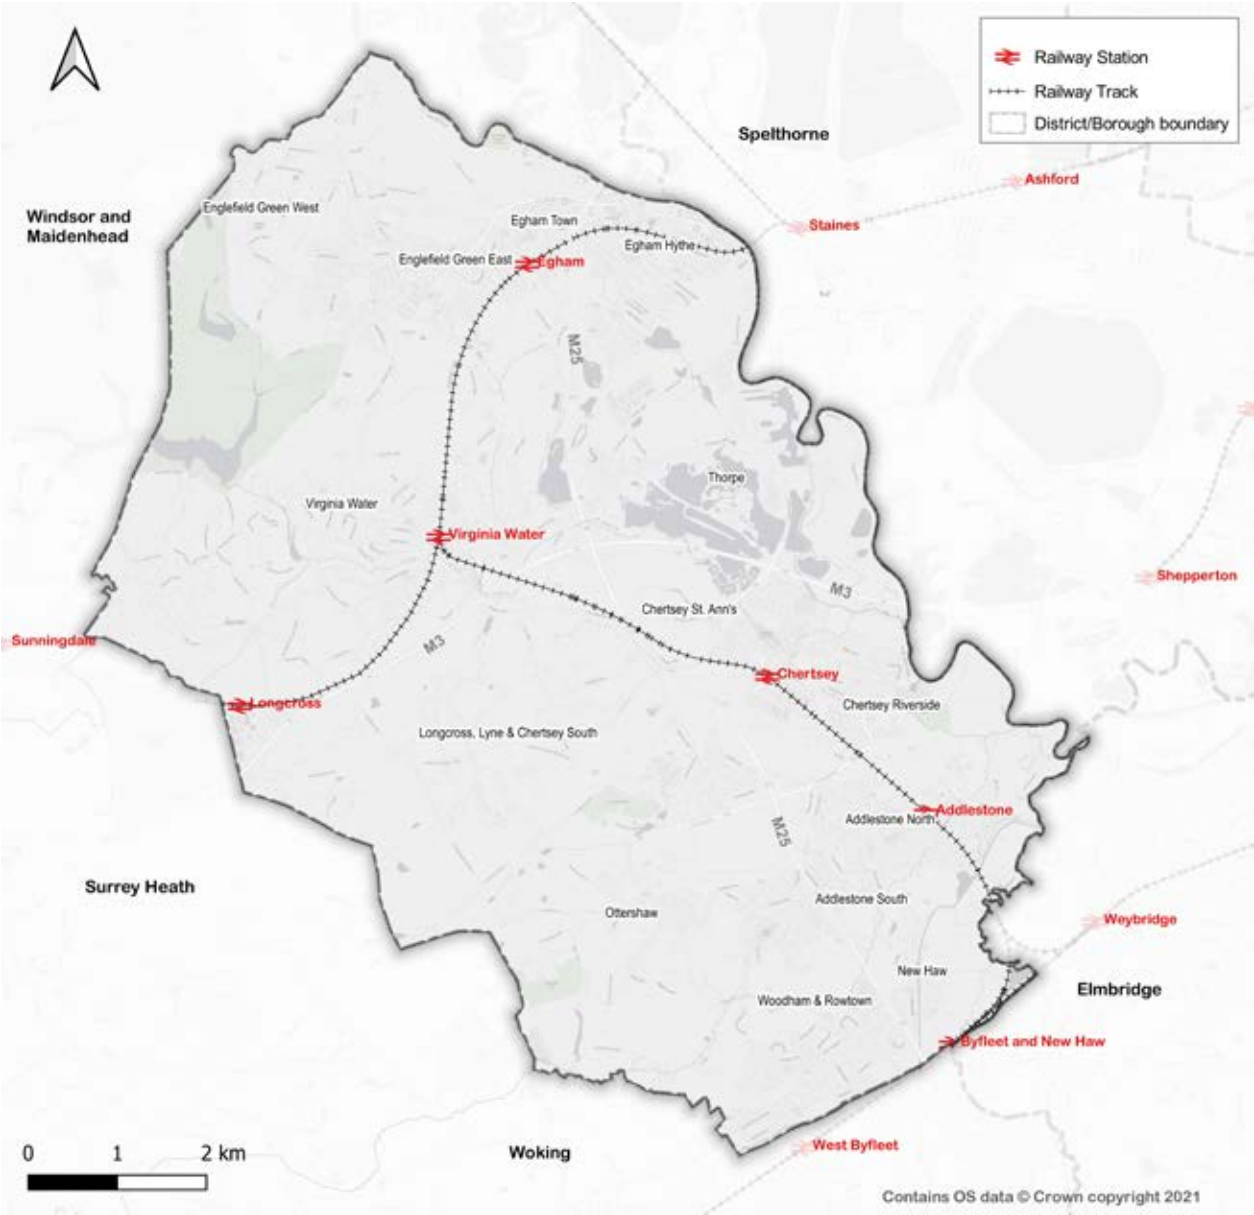 Railway Station
Railway Track
District/Borough boundary
Spelthorne
Ashford
Windsor and
Maidenhead
Englefield Green West
Egham Town
Staines
Egham Hythe
Englefield Green East
Egham
M25
Thorpe
Virginia Water
Virginia Water
Shepperton
M3
Chertsey St. Ann's
Sunningdale
M3
Chertsey
Longcross
Chertsey Riverside
Longcross, Lyne & Chertsey South
Addlestone
Addlestone North
M25
Surrey Heath
Addlestone South
Ottershaw
Weybridge
New Haw
Elmbridge
Woodham & Rowtown
Byfleet and New Haw
0 1 2 km
Woking
West Byfleet
Contains OS data © Crown copyright 2021